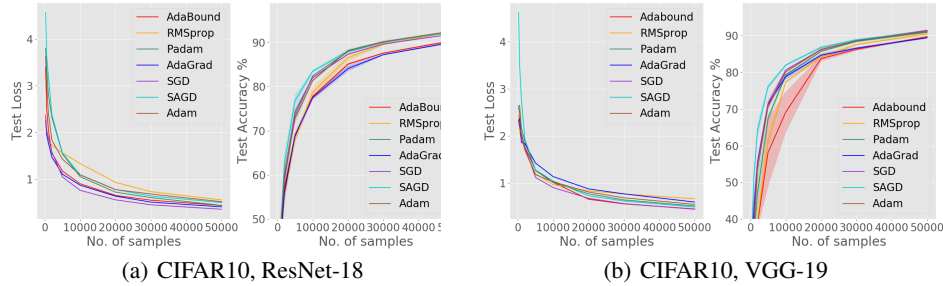 Test Loss
4
3
2
1
0 10000 20000 30000 40000 50000
No. of samples
AdaBound
RMSprop
Padam
AdaGrad
SGD
SAGD
Adam
Test Accuracy %
90
80
70
60
50
0 10000 20000 30000 40000 50
No. of samples
AdaBoun
RMSprop
Padam
AdaGrad
SGD
SAGD
Adam
(a) CIFAR10, ResNet-18
Test Loss
4
3
2
1
0 10000 20000 30000 40000 50000
No. of samples
Adabound
RMSprop
Padam
AdaGrad
SGD
SAGD
Adam
Test Accuracy %
90
80
70
60
50
40
0 10000 20000 30000 40000 50000
No. of samples
Adabound
RMSprop
Padam
AdaGrad
SGD
SAGD
Adam
(b) CIFAR10, VGG-19